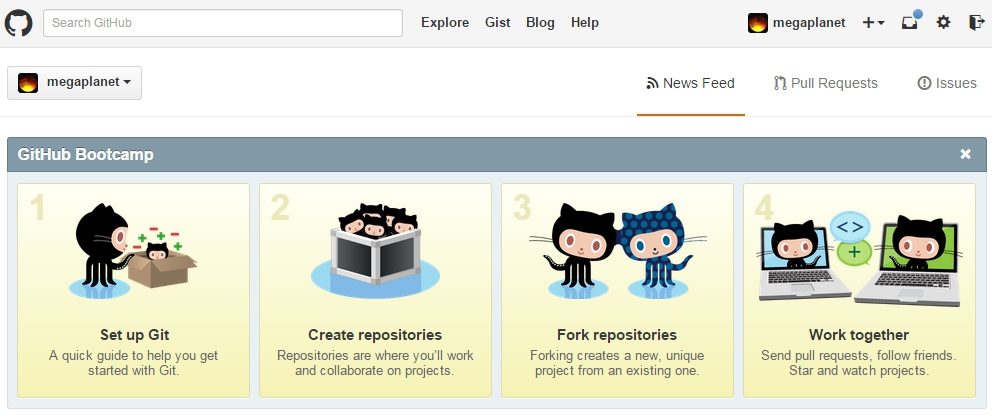 Search GitHub Explore Gist Blog Help megaplanet
megaplanet News Feed Pull Requests Issues
GitHub Bootcamp
1
Set up Git
A quick guide to help you get
started with Git.
2
Create repositories
Repositories are where you'll work
and collaborate on projects.
3
Fork repositories
Forking creates a new, unique
project from an existing one.
4
Work together
Send pull requests, follow friends.
Star and watch projects.